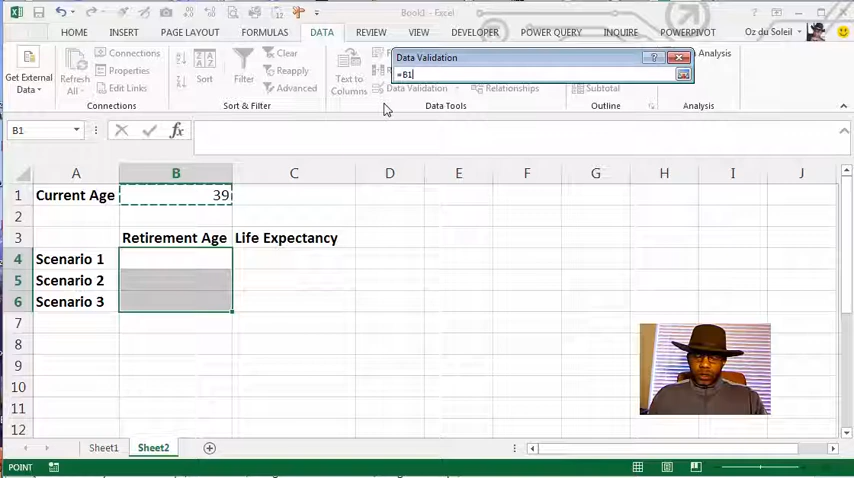 Book1 - Excel
HOME INSERT PAGE LAYOUT FORMULAS DATA REVIEW VIEW DEVELOPER POWER QUERY INQUIRE POWERPIVOT Oz du Soleil
Data Validation
=B1
Get External Data
Refresh All
Connections
Properties
Edit Links
Sort
Filter
Clear
Reapply
Advanced
Text to Columns
Data Validation
Relationships
Subtotal
Data Analysis
Connections Sort & Filter Data Tools Outline Analysis
B1 fx
A B C D E F G H I J
1 Current Age 39
2
3 Retirement Age Life Expectancy
4 Scenario 1
5 Scenario 2
6 Scenario 3
7
8
9
10
11
12
Sheet1 Sheet2
POINT